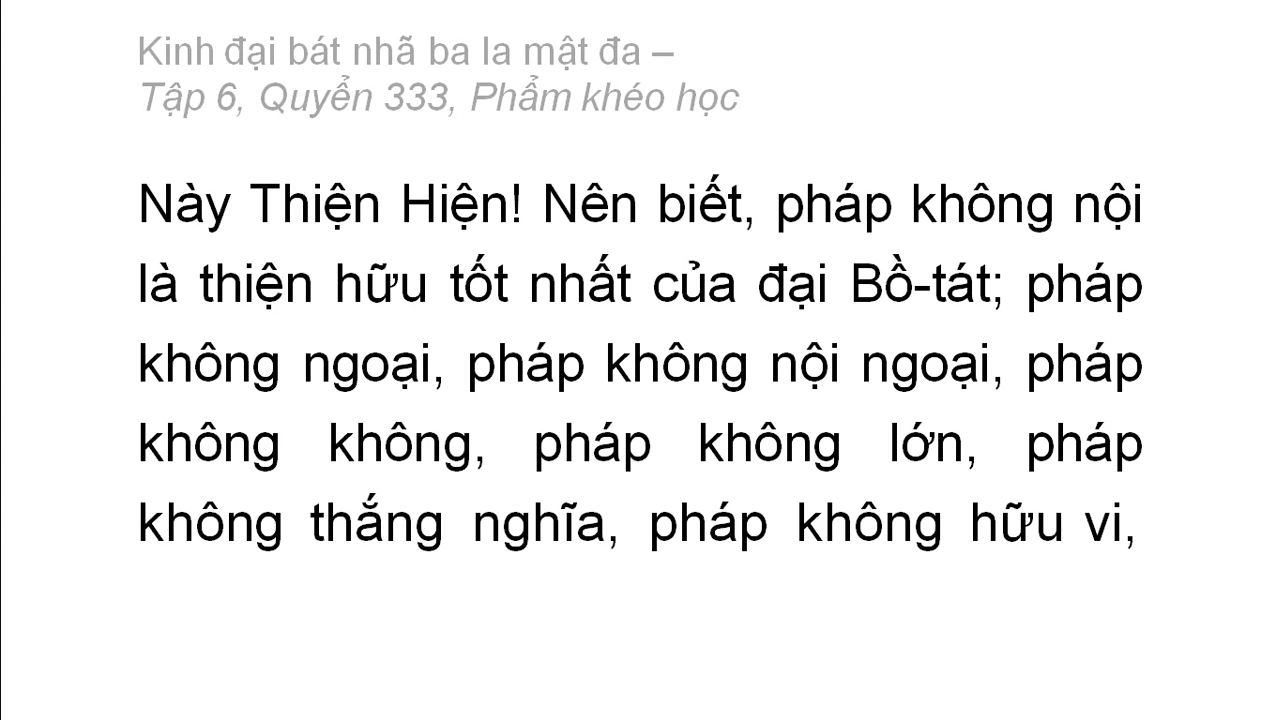 Kinh đại bát nhã ba la mật đa –
Tập 6, Quyển 333, Phẩm khéo học
Này Thiện Hiện! Nên biết, pháp không nội
là thiện hữu tốt nhất của đại Bồ-tát; pháp
không ngoại, pháp không nội ngoại, pháp
không không, pháp không lớn, pháp
không thắng nghĩa, pháp không hữu vi,